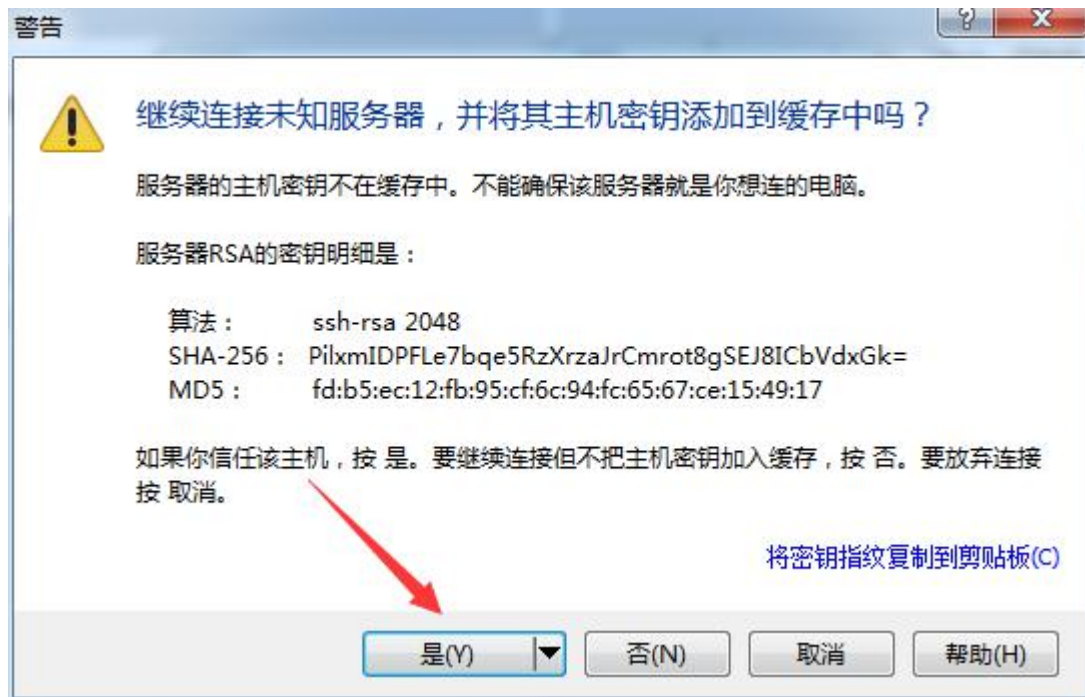 警告
继续连接未知服务器，并将其主机密钥添加到缓存中吗？
服务器的主机密钥不在缓存中。不能确保该服务器就是你想连的电脑。
服务器RSA的密钥明细是：
算法： ssh-rsa 2048
SHA-256： PilxmIDPFLe7bqe5RzXrzaJrCmrot8gSEJ8ICbVdxGk=
MD5： fd:b5:ec:12:fb:95:cf:6c:94:fc:65:67:ce:15:49:17
如果你信任该主机，按 是。要继续连接但不把主机密钥加入缓存，按 否。要放弃连接
按 取消。
将密钥指纹复制到剪贴板(C)
是(Y) 否(N) 取消 帮助(H)